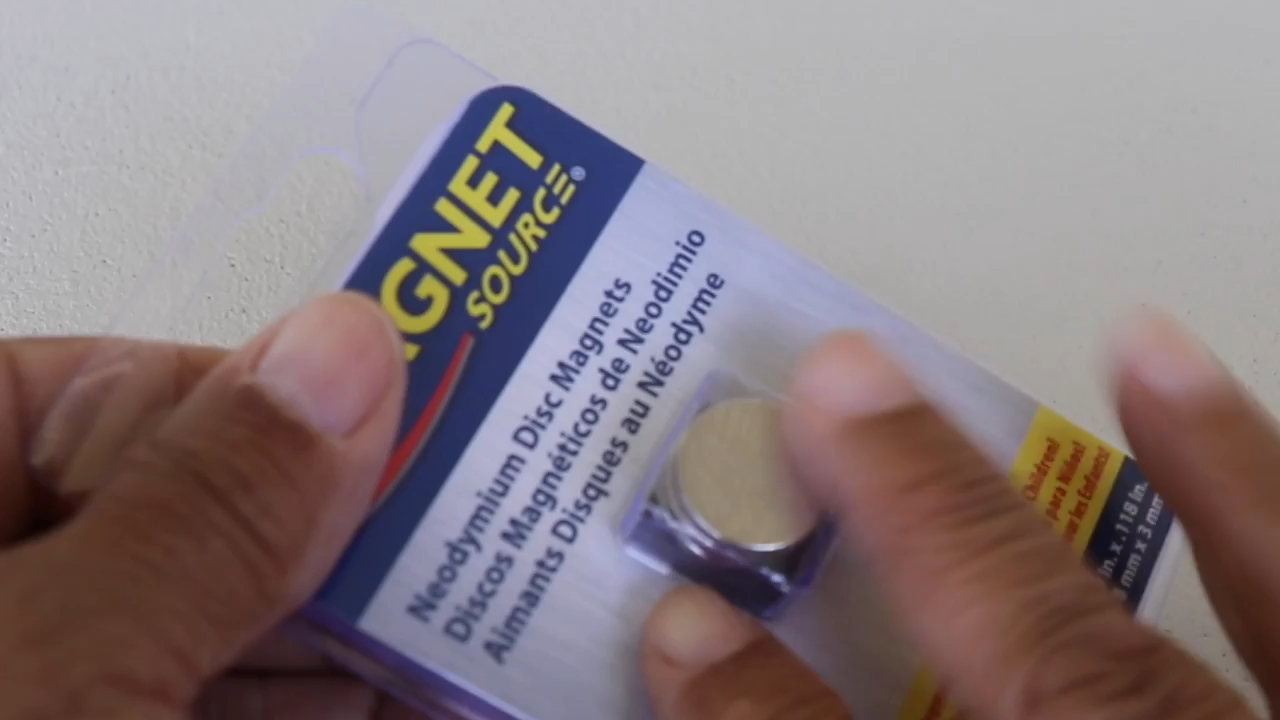 GNET
SOURCE®
Neodymium Disc Magnets
Discos Magnéticos de Neodimio
Aimants Disques au Néodyme
Children!
para Niños!
les Enfants!
in. x .118 in.
mm x 3 mm